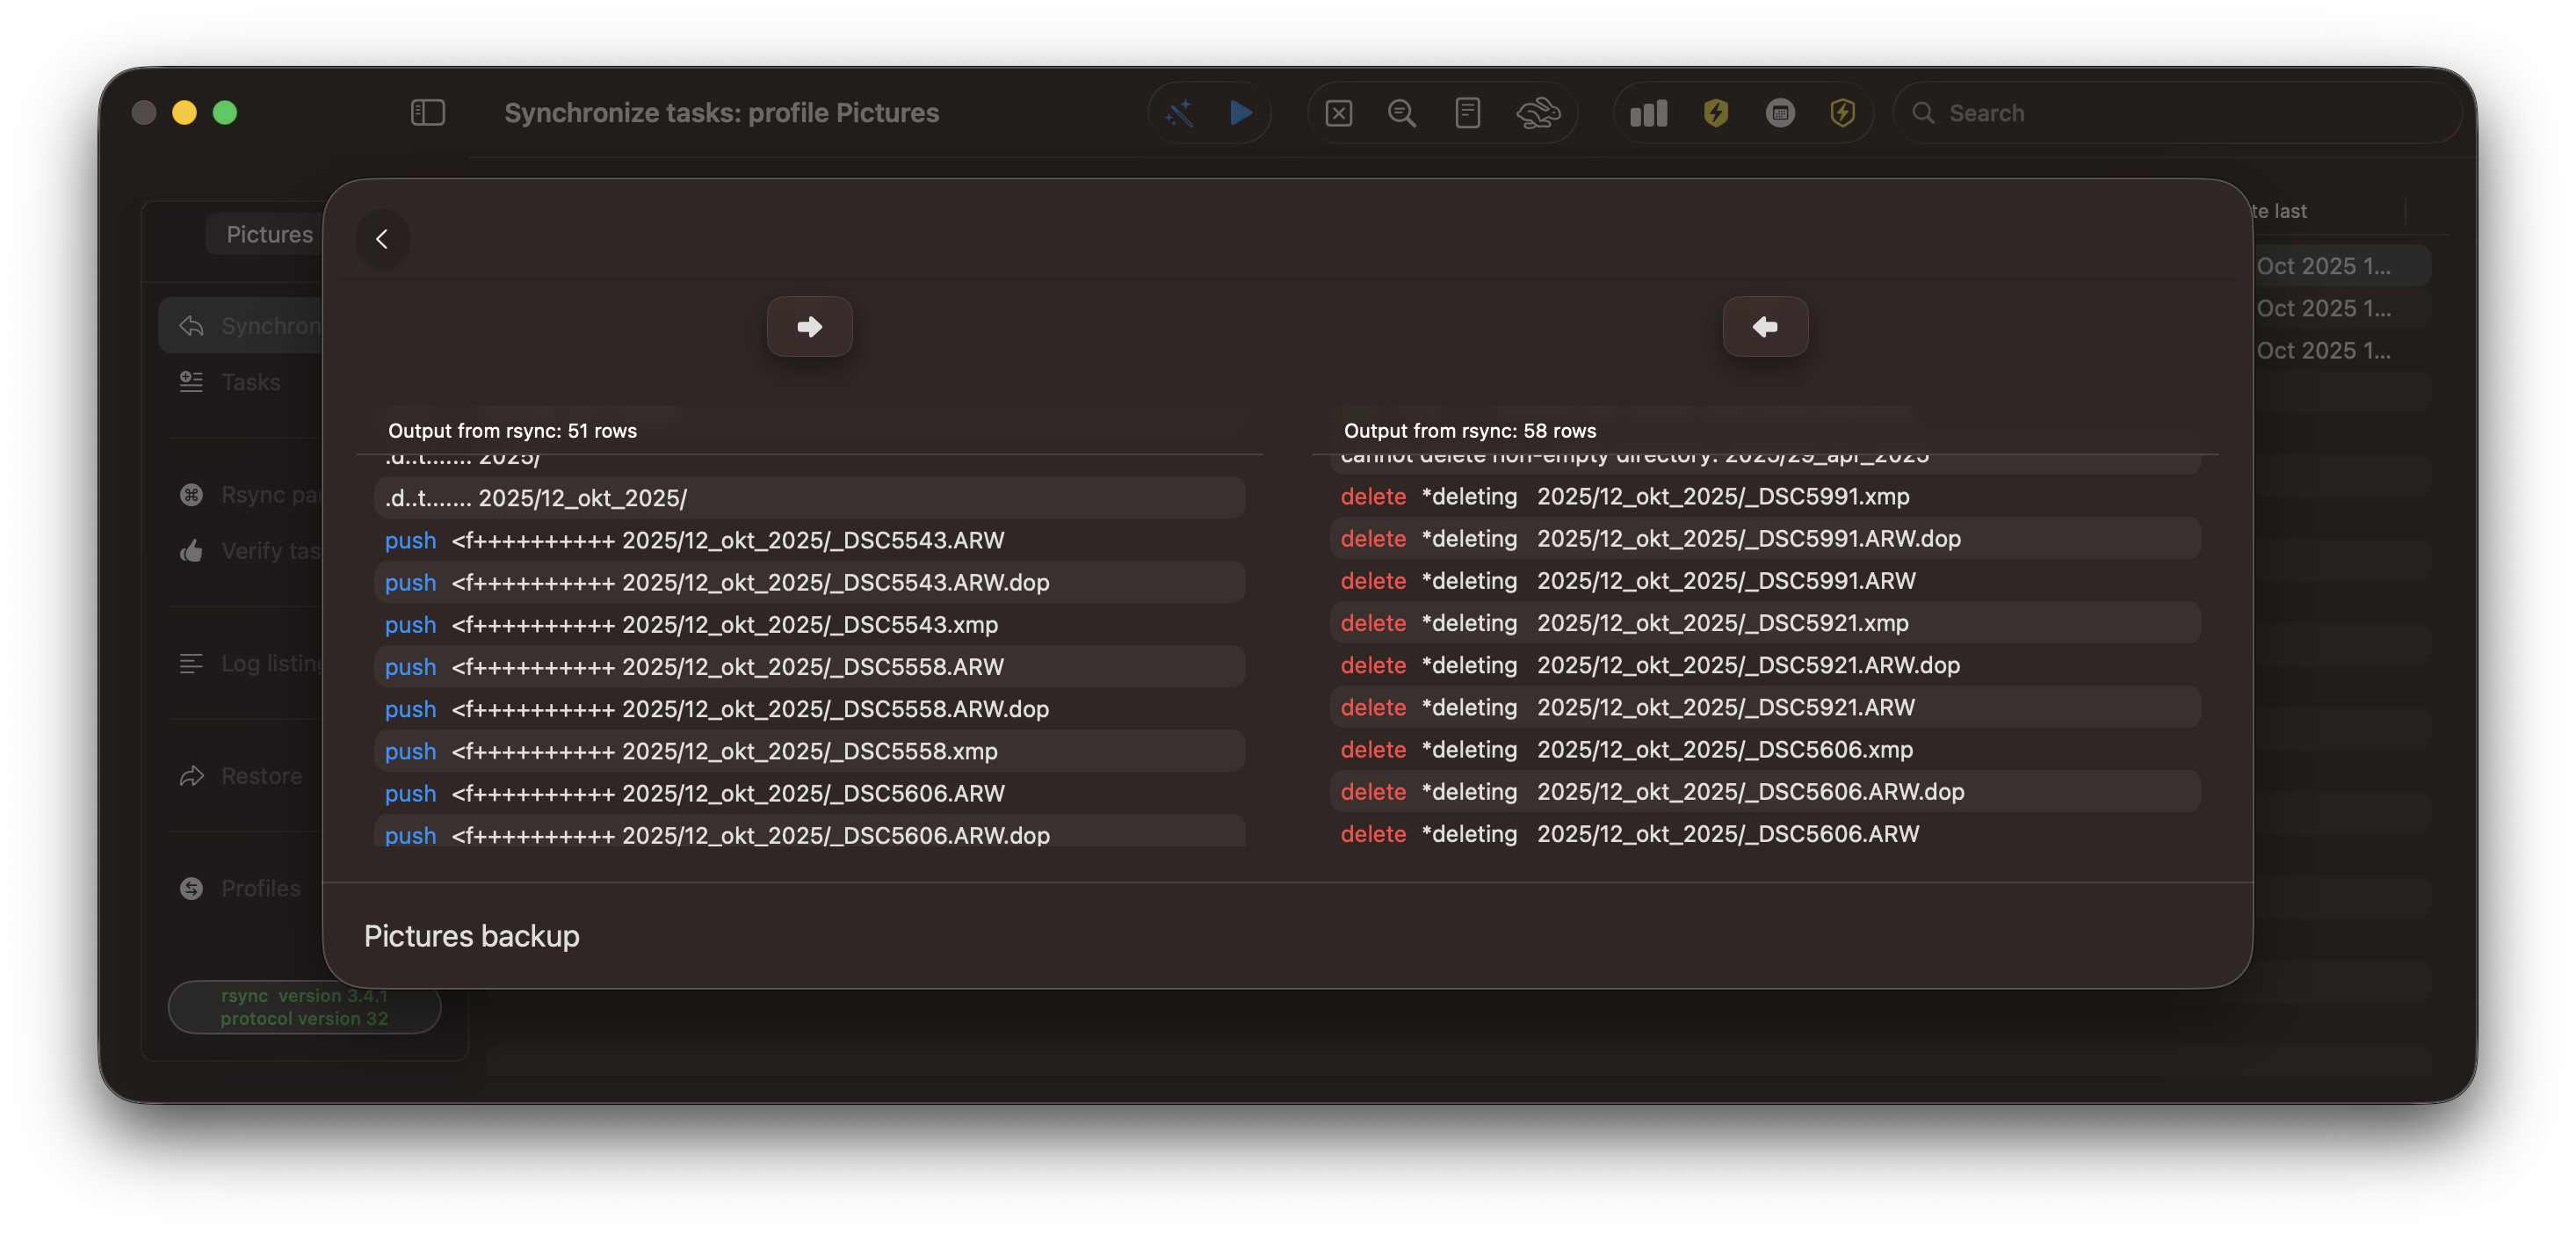 Synchronize tasks: profile Pictures
Search
Pictures
Synchron
Tasks
Rsync pa
Verify tas
Log listing
Restore
Profiles
rsync version 3.4.1
protocol version 32
te last
Oct 2025 1...
Oct 2025 1...
Oct 2025 1...
Output from rsync: 51 rows
.d..t....... 2025/
.d..t....... 2025/12_okt_2025/
push <f++++++++++ 2025/12_okt_2025/_DSC5543.ARW
push <f++++++++++ 2025/12_okt_2025/_DSC5543.ARW.dop
push <f++++++++++ 2025/12_okt_2025/_DSC5543.xmp
push <f++++++++++ 2025/12_okt_2025/_DSC5558.ARW
push <f++++++++++ 2025/12_okt_2025/_DSC5558.ARW.dop
push <f++++++++++ 2025/12_okt_2025/_DSC5558.xmp
push <f++++++++++ 2025/12_okt_2025/_DSC5606.ARW
push <f++++++++++ 2025/12_okt_2025/_DSC5606.ARW.dop
Output from rsync: 58 rows
cannot delete non-empty directory: 2025/29_apr_2025
delete *deleting 2025/12_okt_2025/_DSC5991.xmp
delete *deleting 2025/12_okt_2025/_DSC5991.ARW.dop
delete *deleting 2025/12_okt_2025/_DSC5991.ARW
delete *deleting 2025/12_okt_2025/_DSC5921.xmp
delete *deleting 2025/12_okt_2025/_DSC5921.ARW.dop
delete *deleting 2025/12_okt_2025/_DSC5921.ARW
delete *deleting 2025/12_okt_2025/_DSC5606.xmp
delete *deleting 2025/12_okt_2025/_DSC5606.ARW.dop
delete *deleting 2025/12_okt_2025/_DSC5606.ARW
Pictures backup